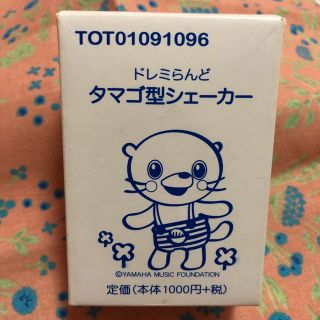 TOT01091096
ドレミらんど
タマゴ型シェーカー
©YAMAHA MUSIC FOUNDATION
定価(本体1000円+税)